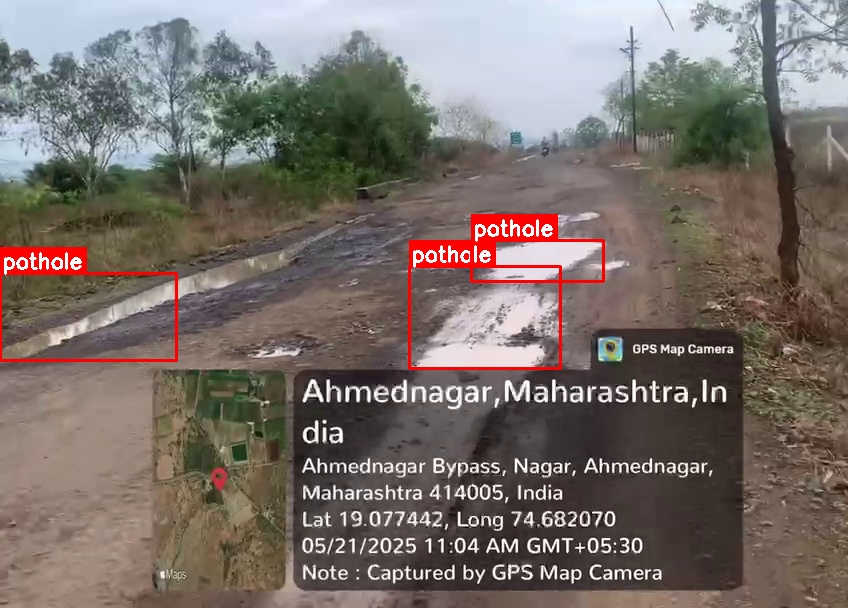 pothole
pothole
pothole
GPS Map Camera
Ahmednagar,Maharashtra,In
dia
Ahmednagar Bypass, Nagar, Ahmednagar,
Maharashtra 414005, India
Lat 19.077442, Long 74.682070
05/21/2025 11:04 AM GMT+05:30
Note : Captured by GPS Map Camera
Maps